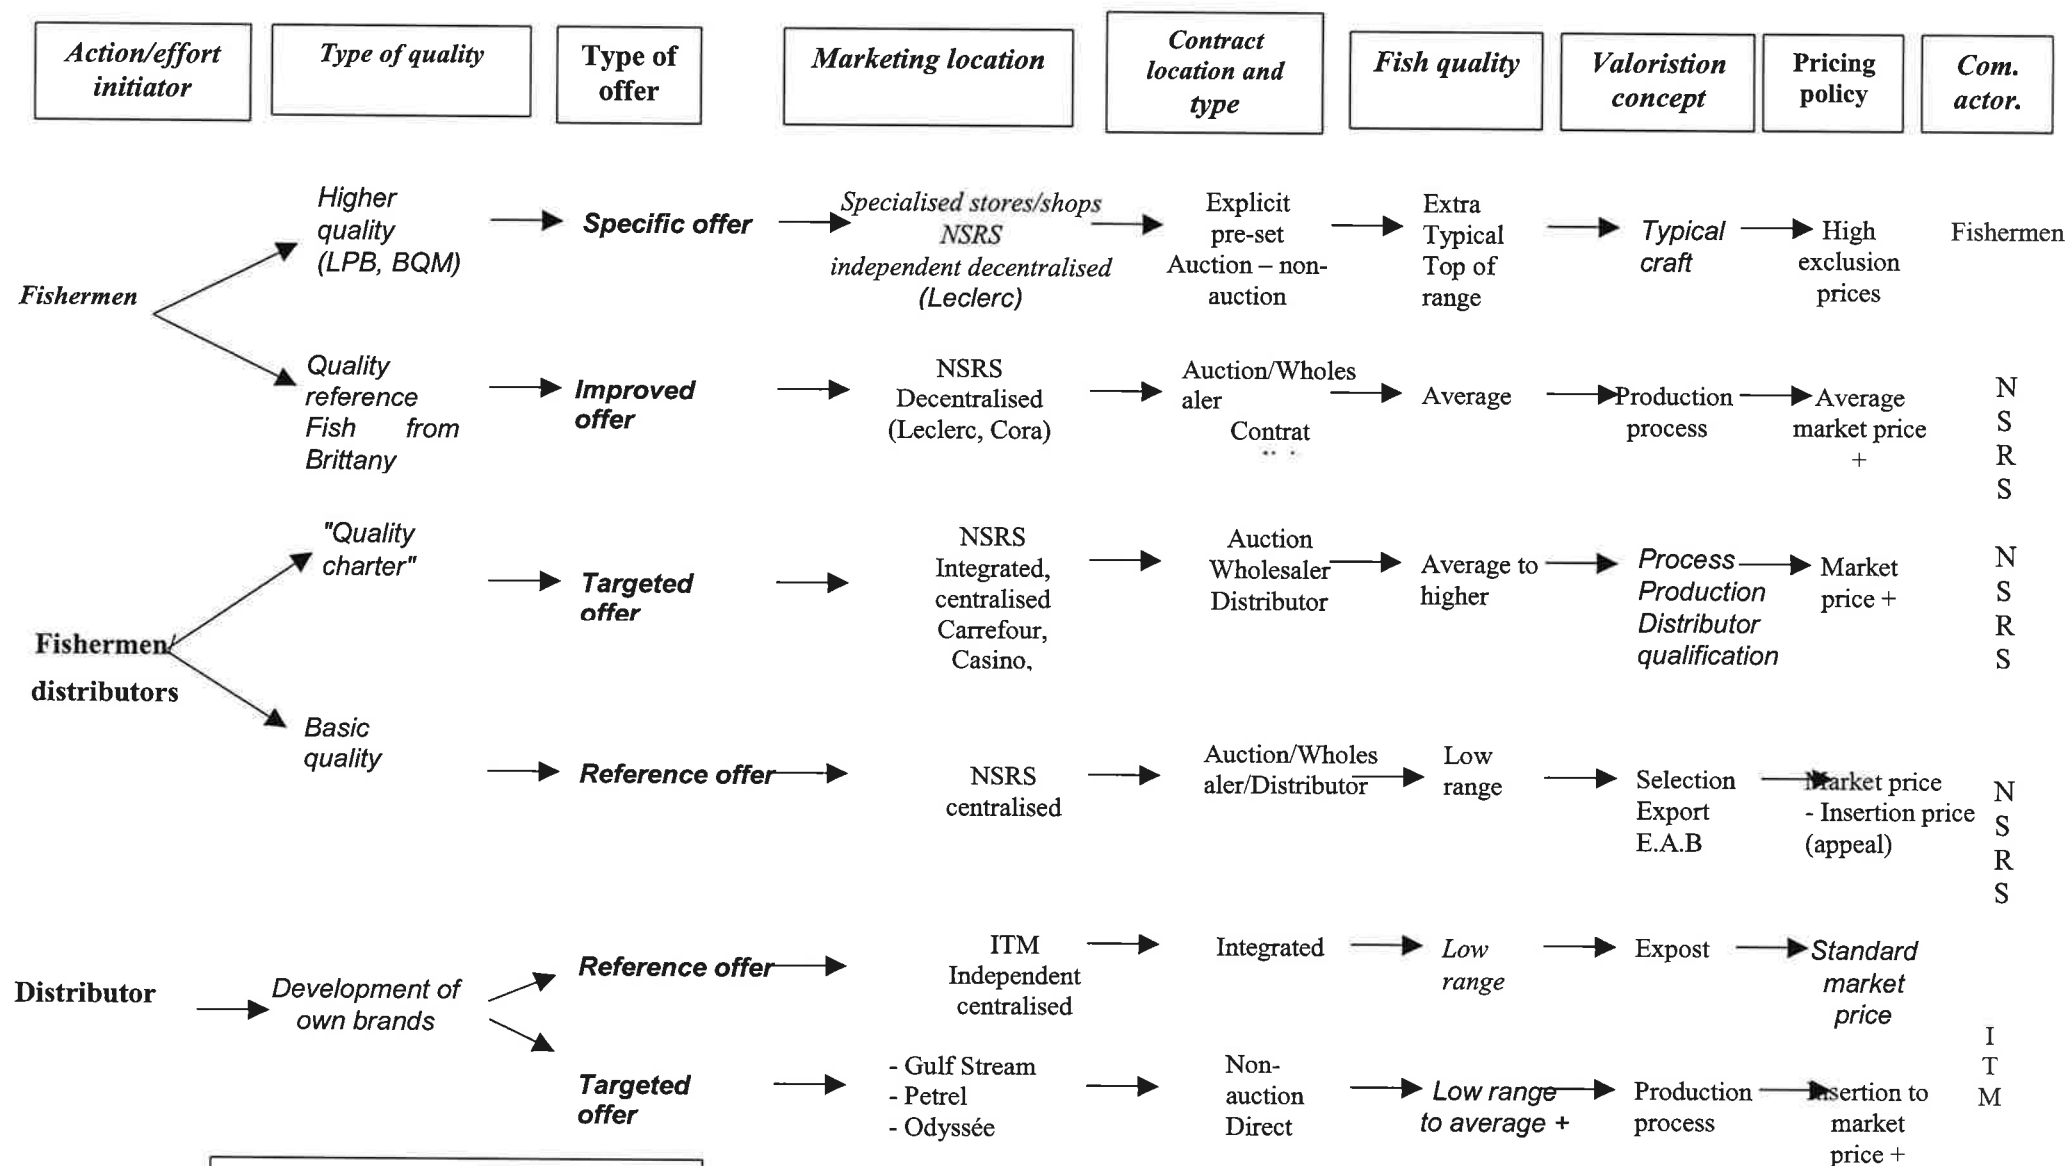 Action/effort
initiator
Type of quality
Type of
offer
Marketing location
Contract
location and
type
Fish quality
Valoristion
concept
Pricing
policy
Com.
actor.
Fishermen
Higher
quality
(LPB, BQM)
Specific offer
Specialised stores/shops
NSRS
independent decentralised
(Leclerc)
Explicit
pre-set
Auction – non-
auction
Extra
Typical
Top of
range
Typical
craft
High
exclusion
prices
Fishermen
Quality
reference
Fish from
Brittany
Improved
offer
NSRS
Decentralised
(Leclerc, Cora)
Auction/Wholes
aler
Contrat
Average
Production
process
Average
market price
+
N
S
R
S
Fishermen/
distributors
"Quality
charter"
Targeted
offer
NSRS
Integrated,
centralised
Carrefour,
Casino,
Auction
Wholesaler
Distributor
Average to
higher
Process
Production
Distributor
qualification
Market
price +
N
S
R
S
Basic
quality
Reference offer
NSRS
centralised
Auction/Wholes
aler/Distributor
Low
range
Selection
Export
E.A.B
Market price
- Insertion price
(appeal)
N
S
R
S
Distributor
Development of
own brands
Reference offer
ITM
Independent
centralised
Integrated
Low
range
Expost
Standard
market
price
Targeted
offer
- Gulf Stream
- Petrel
- Odyssée
Non-
auction
Direct
Low range
to average +
Production
process
Insertion to
market
price +
I
T
M